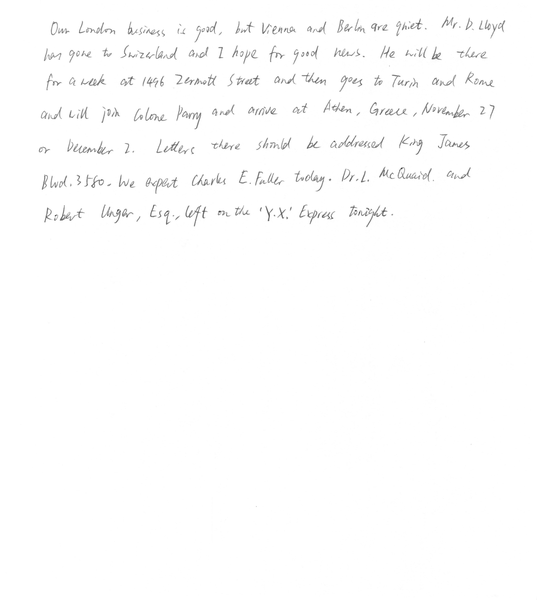 Our London business is good, but Vienna and Berlin are quiet. Mr. D. Lloyd
has gone to Swizerland and I hope for good news. He will be there
for a week at 1496 Zermott Street and then goes to Turin and Rome
and will join Colone Parry and arrive at Athen, Greece, November 27
or December 2. Letters there should be addressed King James
Blvd. 3580. We expect Charles E. Fuller today. Dr. L. McQuaid. and
Robert Unger, Esq., left on the 'Y.X.' Express tonight.